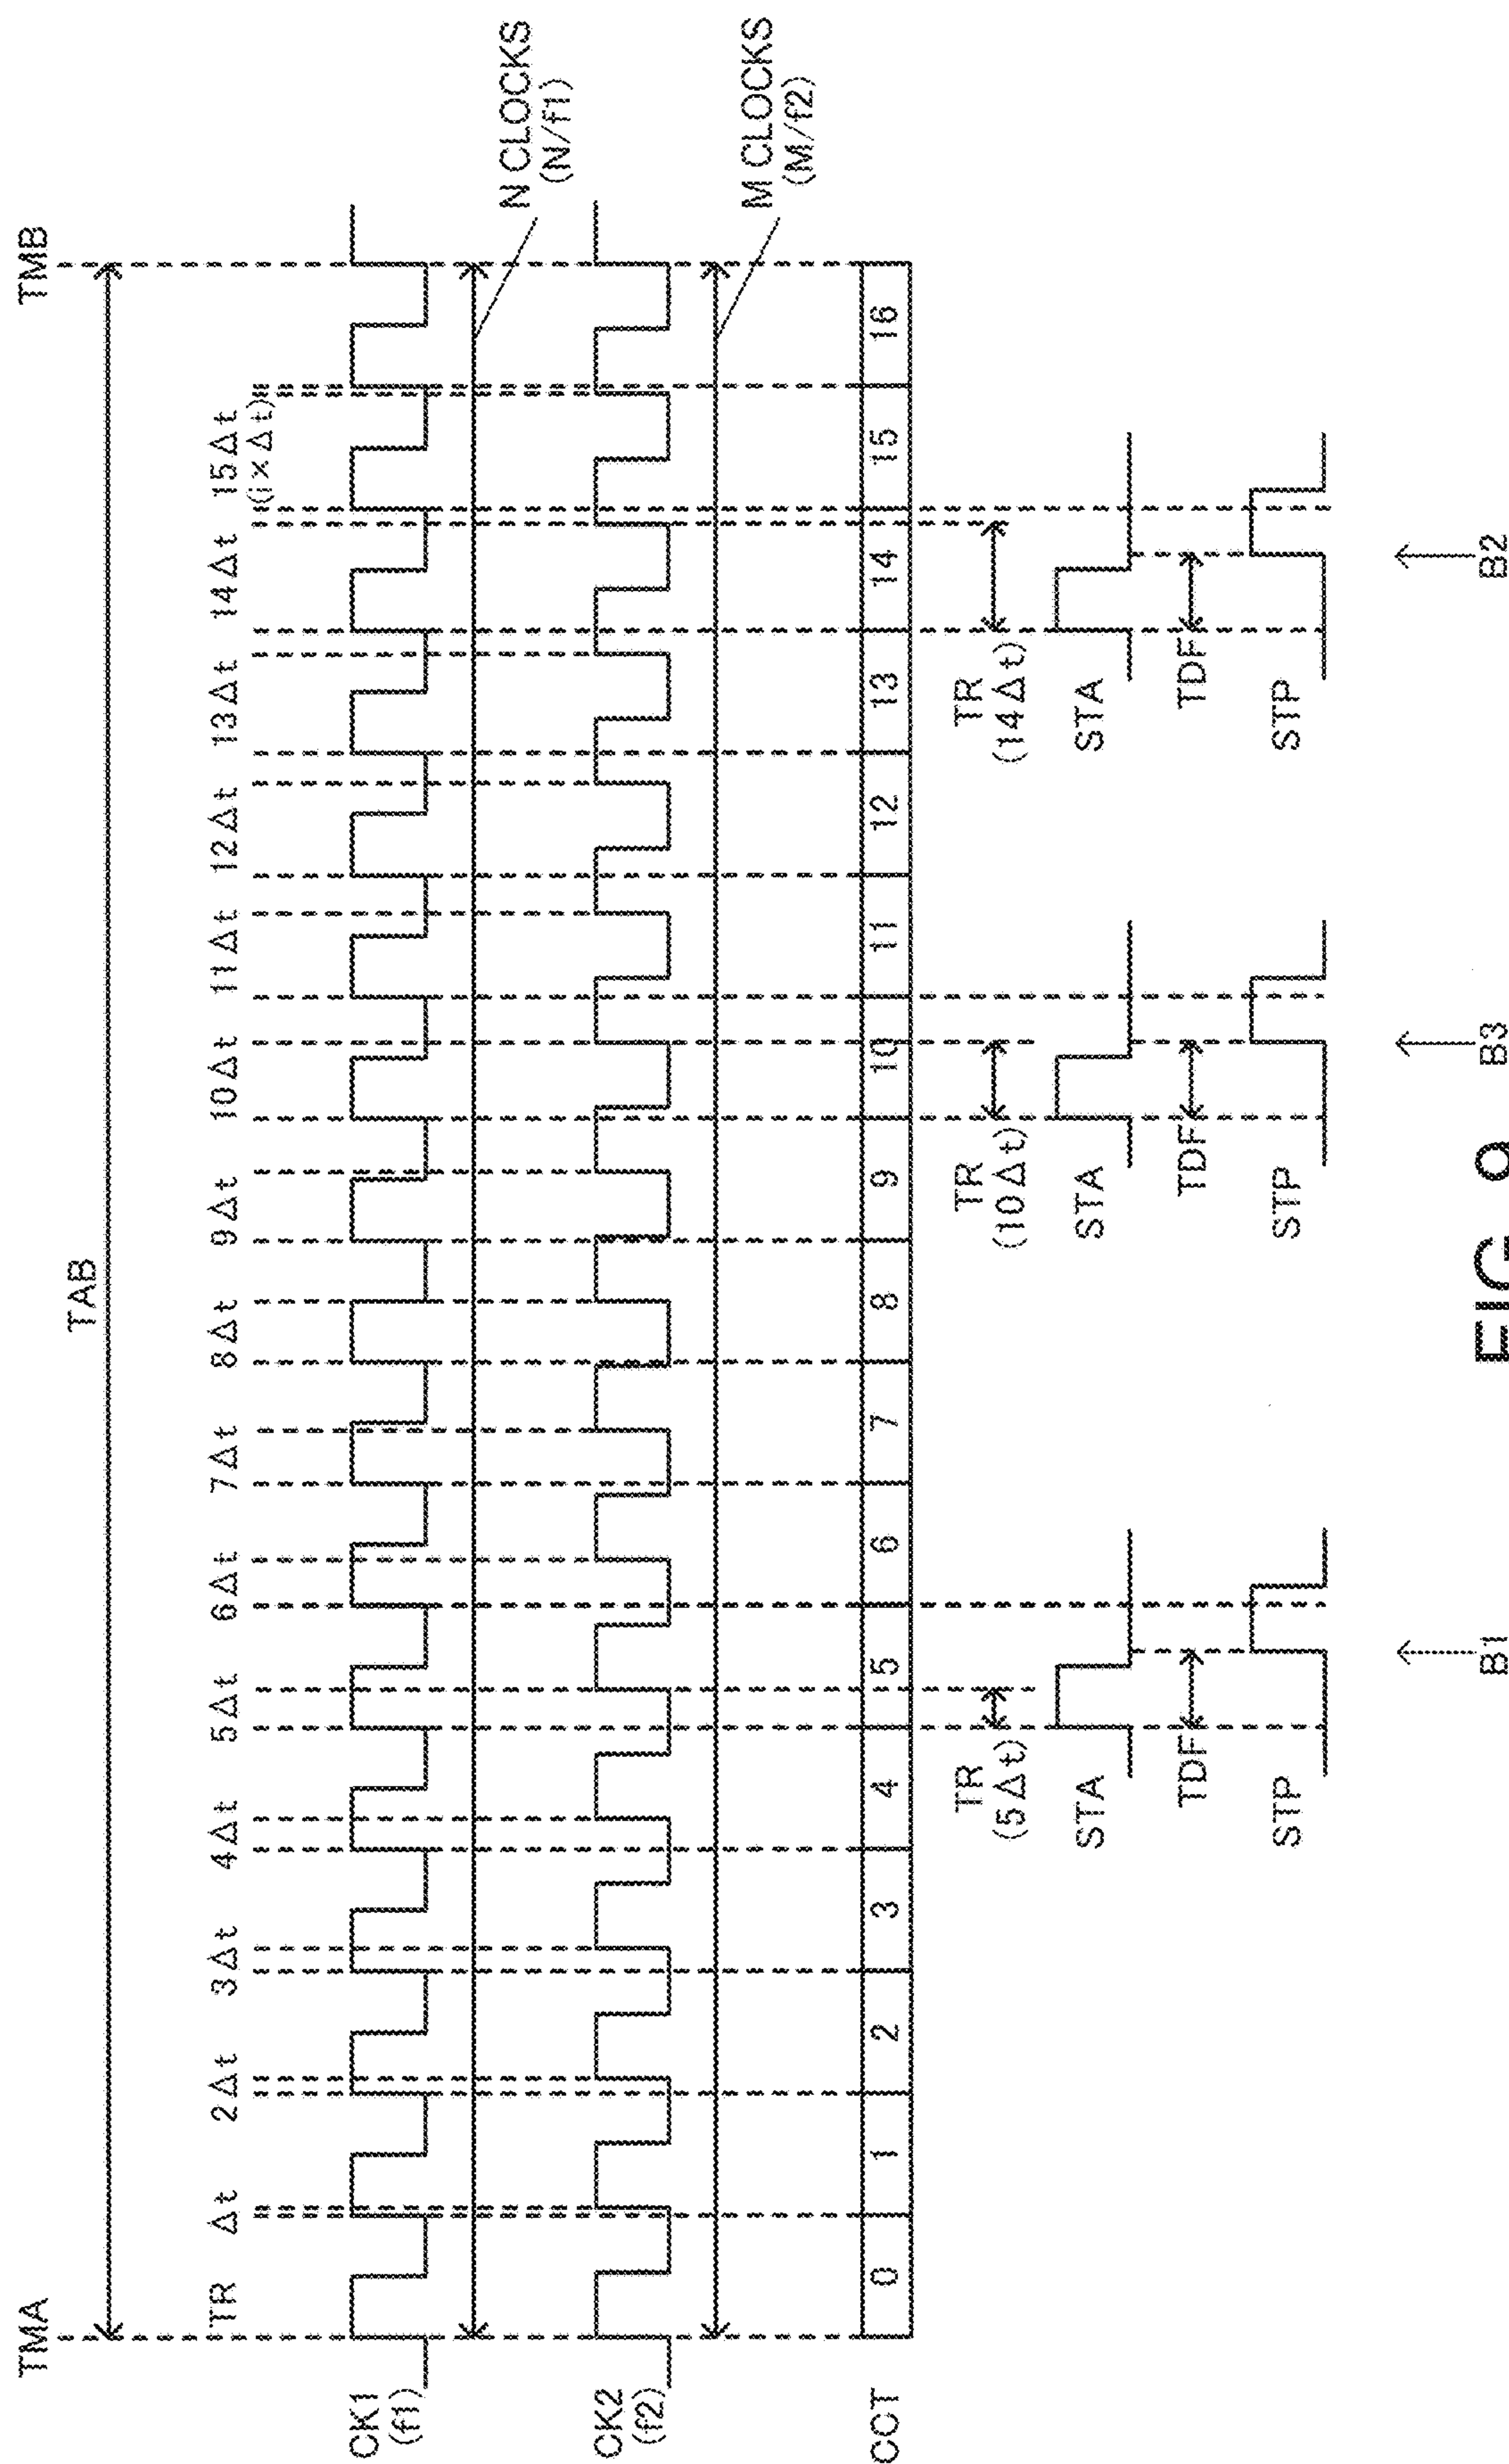 TMA
TMB
TAB
TR
Δt
2Δt
3Δt
4Δt
5Δt
6Δt
7Δt
8Δt
9Δt
10Δt
11Δt
12Δt
13Δt
14Δt
15Δt
(i×Δt)
CK1
(f1)
N CLOCKS
(N/f1)
CK2
(f2)
M CLOCKS
(M/f2)
CCT
0
1
2
3
4
5
6
7
8
9
10
11
12
13
14
15
16
TR
(5Δt)
STA
TDF
STP
B1
TR
(10Δt)
STA
TDF
STP
B3
TR
(14Δt)
STA
TDF
STP
B2